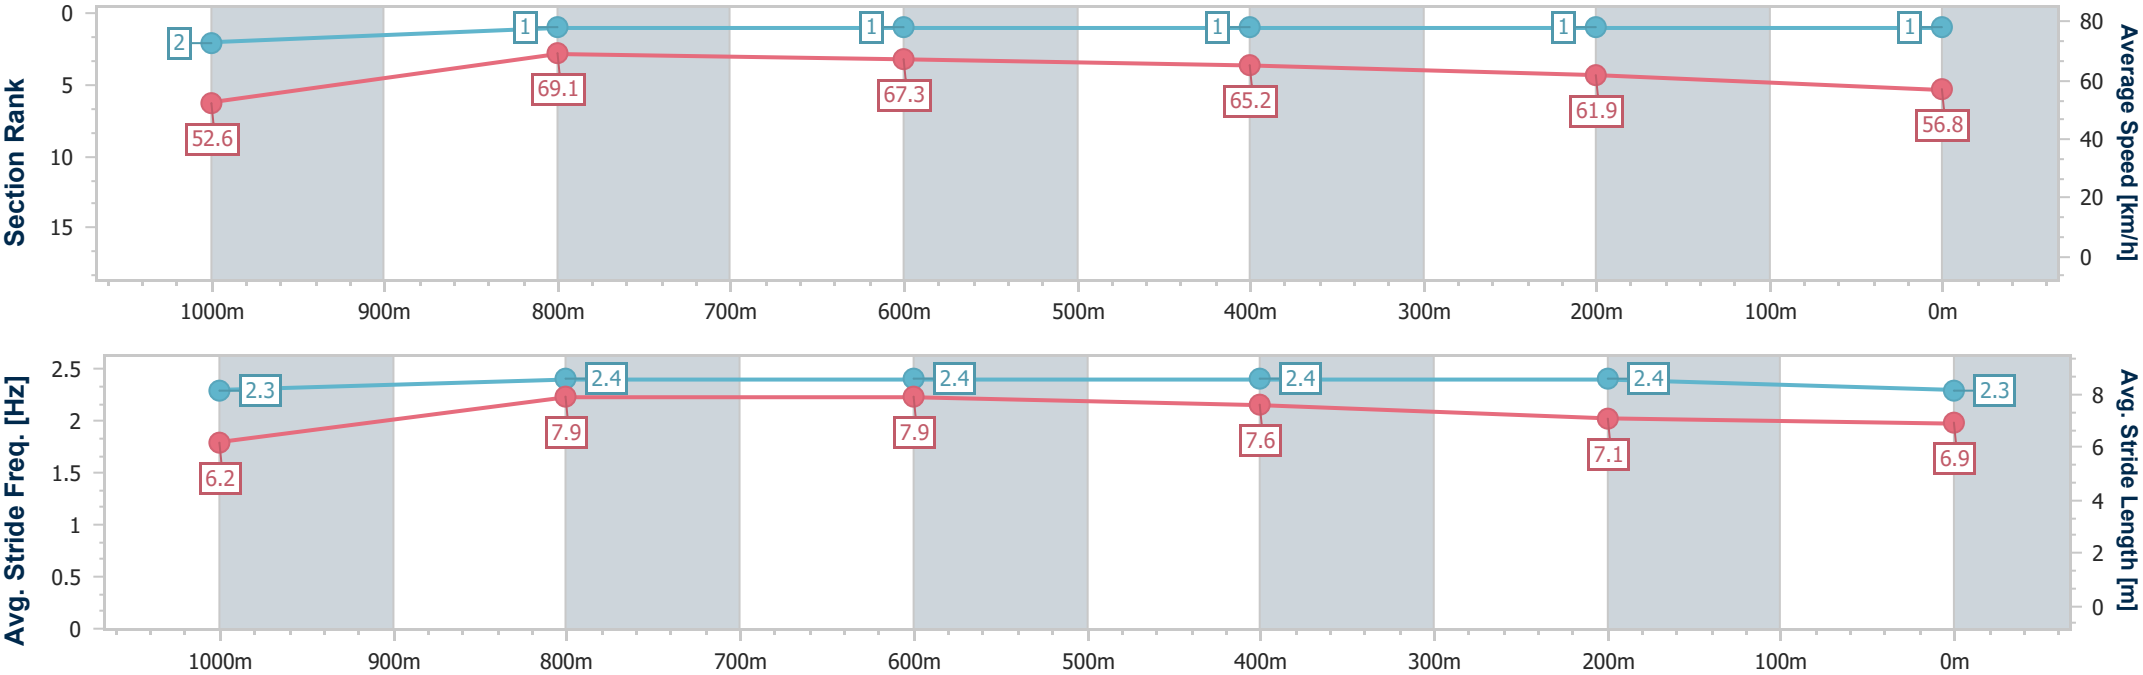 Section Rank
0
5
10
15
2
1
1
1
1
1
52.6
69.1
67.3
65.2
61.9
56.8
80
60
40
20
0
Average Speed [km/h]
1000m
900m
800m
700m
600m
500m
400m
300m
200m
100m
0m
Avg. Stride Freq. [Hz]
2.5
2
1.5
1
0.5
0
2.3
2.4
2.4
2.4
2.4
2.3
6.2
7.9
7.9
7.6
7.1
6.9
8
6
4
2
0
Avg. Stride Length [m]
1000m
900m
800m
700m
600m
500m
400m
300m
200m
100m
0m